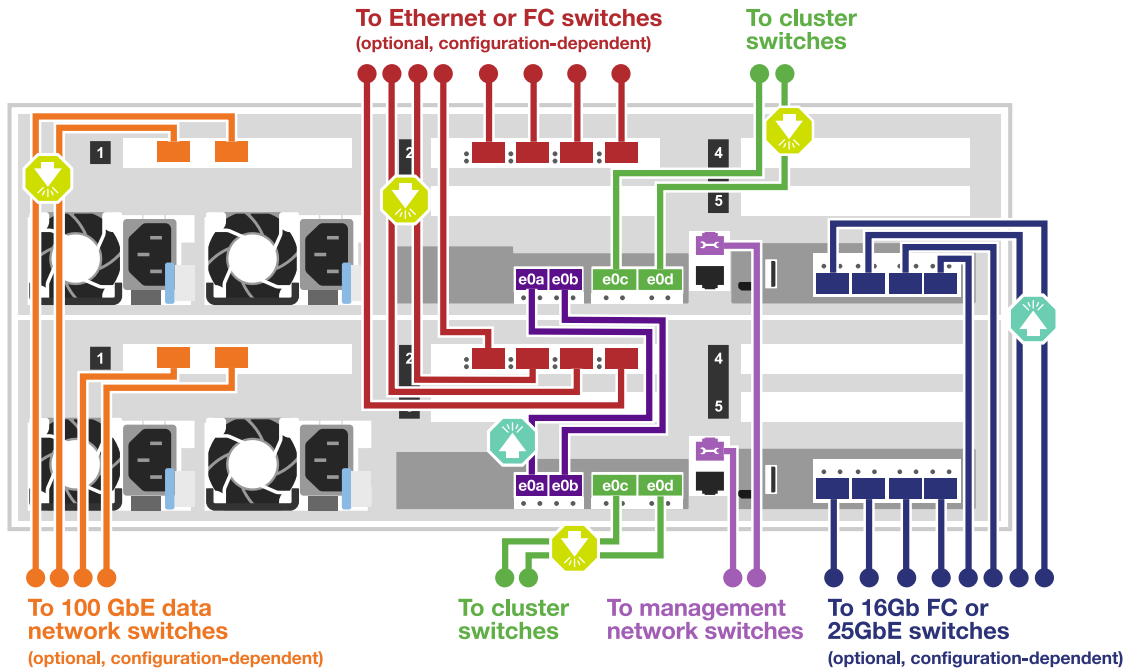 To Ethernet or FC switches
(optional, configuration-dependent)
To cluster
switches
1
2
4
5
e0a e0b e0c e0d
1
2
4
5
e0a e0b e0c e0d
To 100 GbE data
network switches
(optional, configuration-dependent)
To cluster
switches
To management
network switches
To 16Gb FC or
25GbE switches
(optional, configuration-dependent)